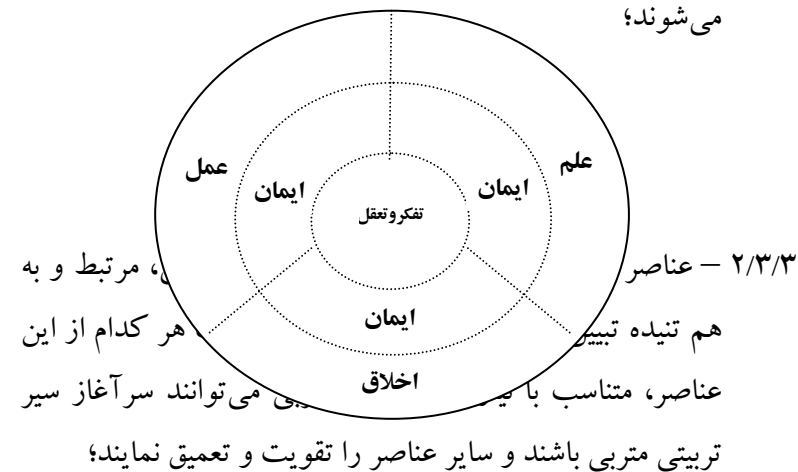 می‌شوند؛
علم
عمل
ایمان
ایمان
تفکروتعقل
ایمان
اخلاق
۲/۳/۳ – عناصر مرتبط و به
هم تنیده هر کدام از این
عناصر، متناسب با می‌توانند سرآغاز سیر
تربیتی متربی باشند و سایر عناصر را تقویت و تعمیق نمایند؛